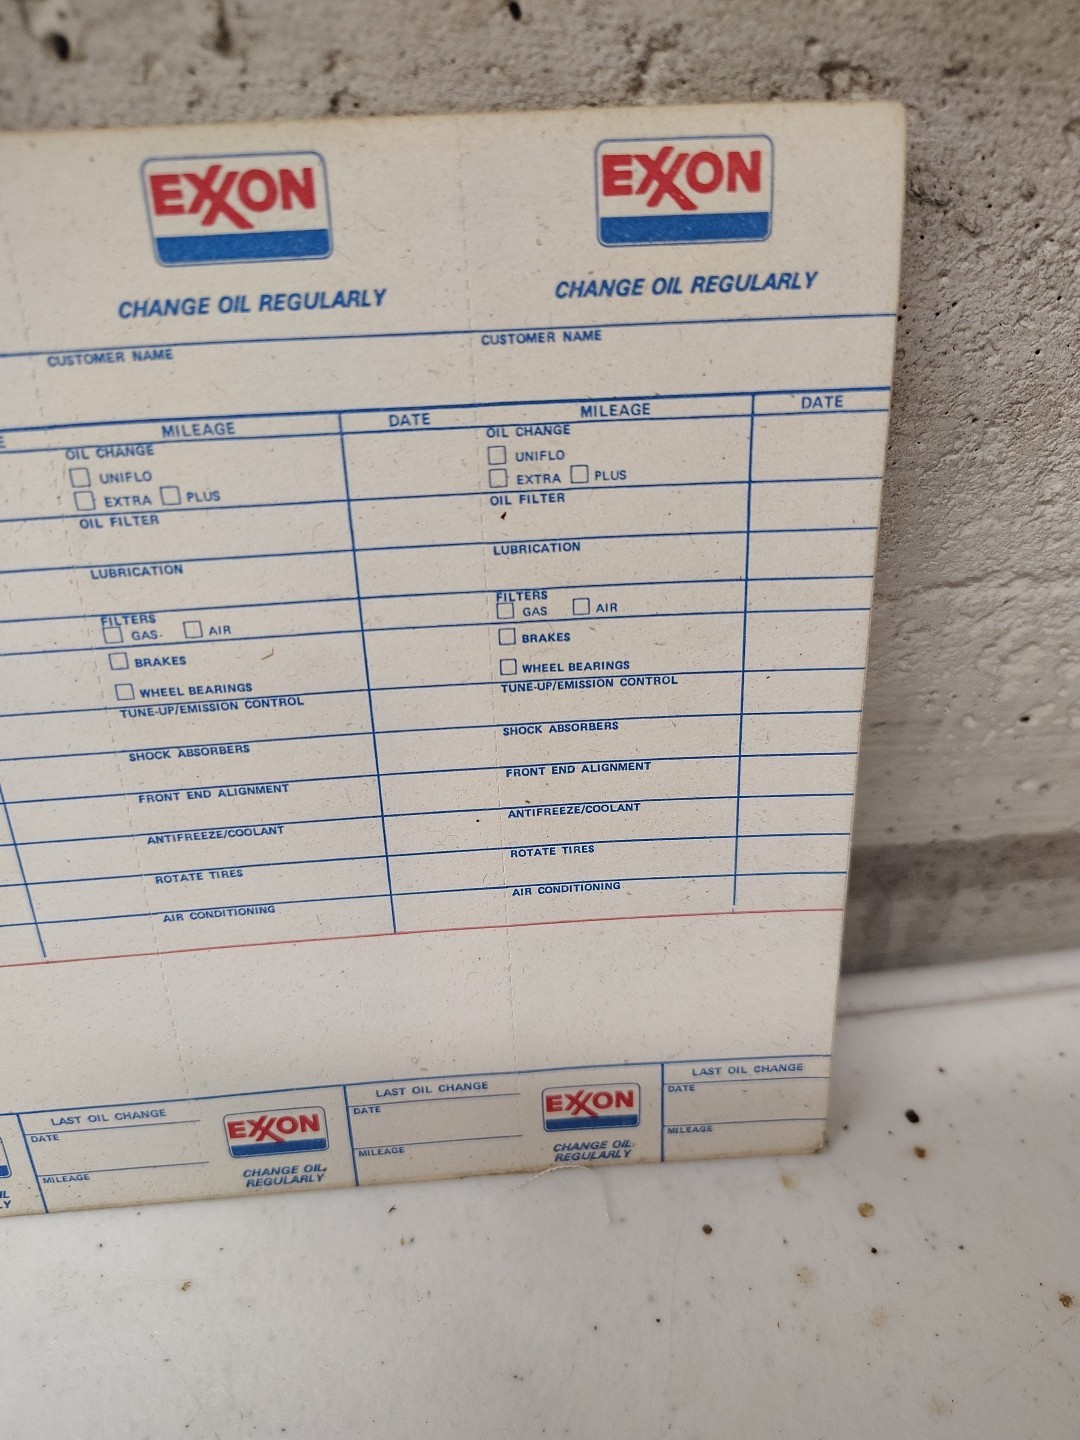 EXXON
CHANGE OIL REGULARLY
CUSTOMER NAME
MILEAGE
DATE
OIL CHANGE
UNIFLO
EXTRA PLUS
OIL FILTER
LUBRICATION
FILTERS
GAS AIR
BRAKES
WHEEL BEARINGS
TUNE-UP/EMISSION CONTROL
SHOCK ABSORBERS
FRONT END ALIGNMENT
ANTIFREEZE/COOLANT
ROTATE TIRES
AIR CONDITIONING
EXXON
CHANGE OIL REGULARLY
CUSTOMER NAME
MILEAGE
DATE
OIL CHANGE
UNIFLO
EXTRA PLUS
OIL FILTER
LUBRICATION
FILTERS
GAS AIR
BRAKES
WHEEL BEARINGS
TUNE-UP/EMISSION CONTROL
SHOCK ABSORBERS
FRONT END ALIGNMENT
ANTIFREEZE/COOLANT
ROTATE TIRES
AIR CONDITIONING
LAST OIL CHANGE
DATE
MILEAGE
EXXON
CHANGE OIL
REGULARLY
LAST OIL CHANGE
DATE
MILEAGE
EXXON
CHANGE OIL
REGULARLY
LAST OIL CHANGE
DATE
MILEAGE